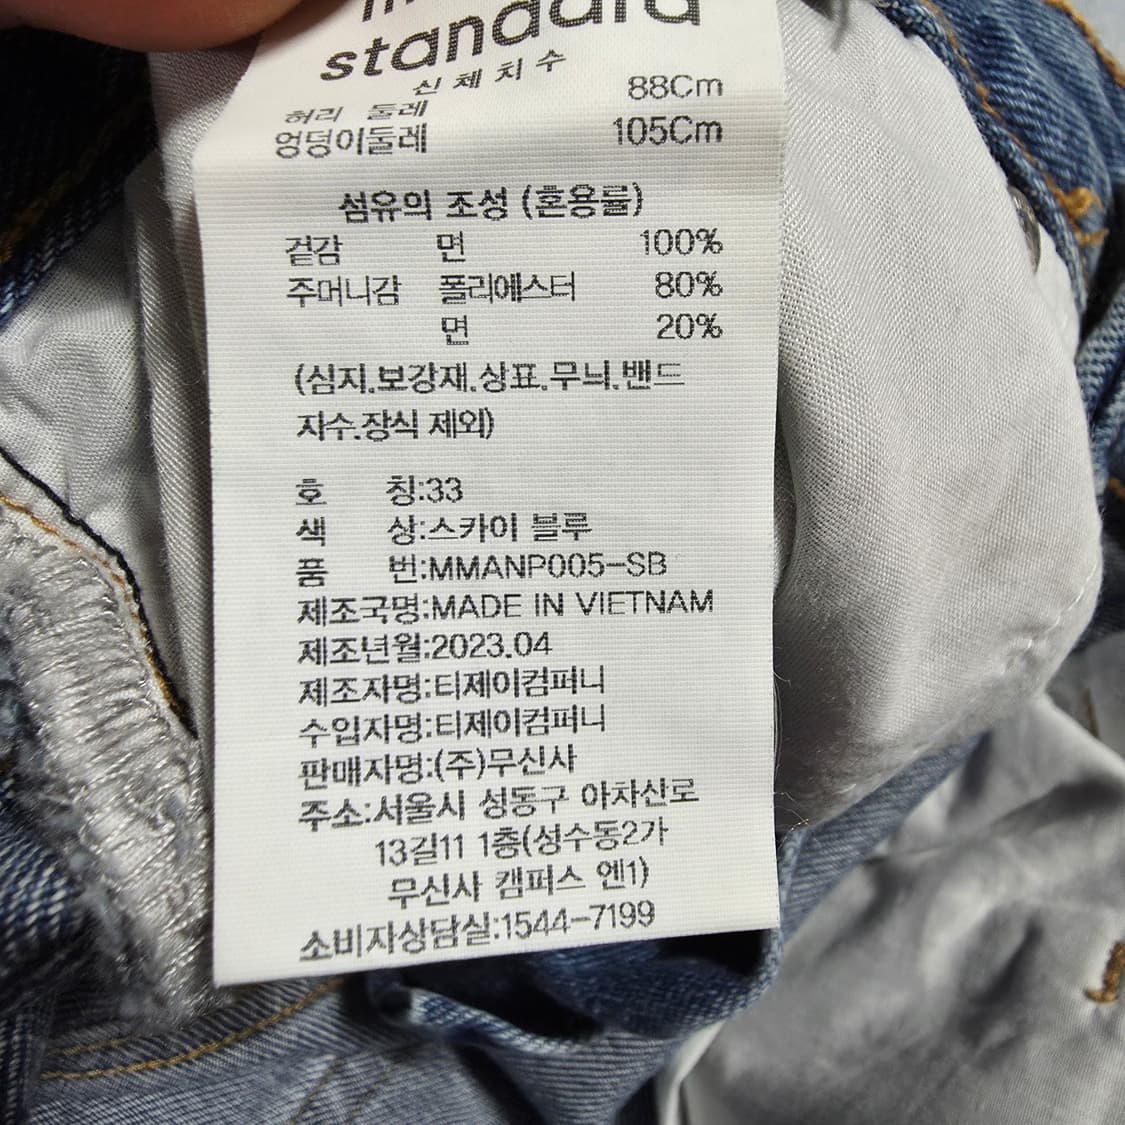 standard
신체치수
허리 둘레 88Cm
엉덩이둘레 105Cm
섬유의 조성 (혼용률)
겉감 면 100%
주머니감 폴리에스터 80%
면 20%
(심지.보강재.상표.무늬.밴드
자수.장식 제외)
호 칭:33
색 상:스카이 블루
품 번:MMANP005-SB
제조국명:MADE IN VIETNAM
제조년월:2023.04
제조자명:티제이컴퍼니
수입자명:티제이컴퍼니
판매자명:(주)무신사
주소:서울시 성동구 아차산로
13길11 1층(성수동2가
무신사 캠퍼스 엔1)
소비자상담실:1544-7199